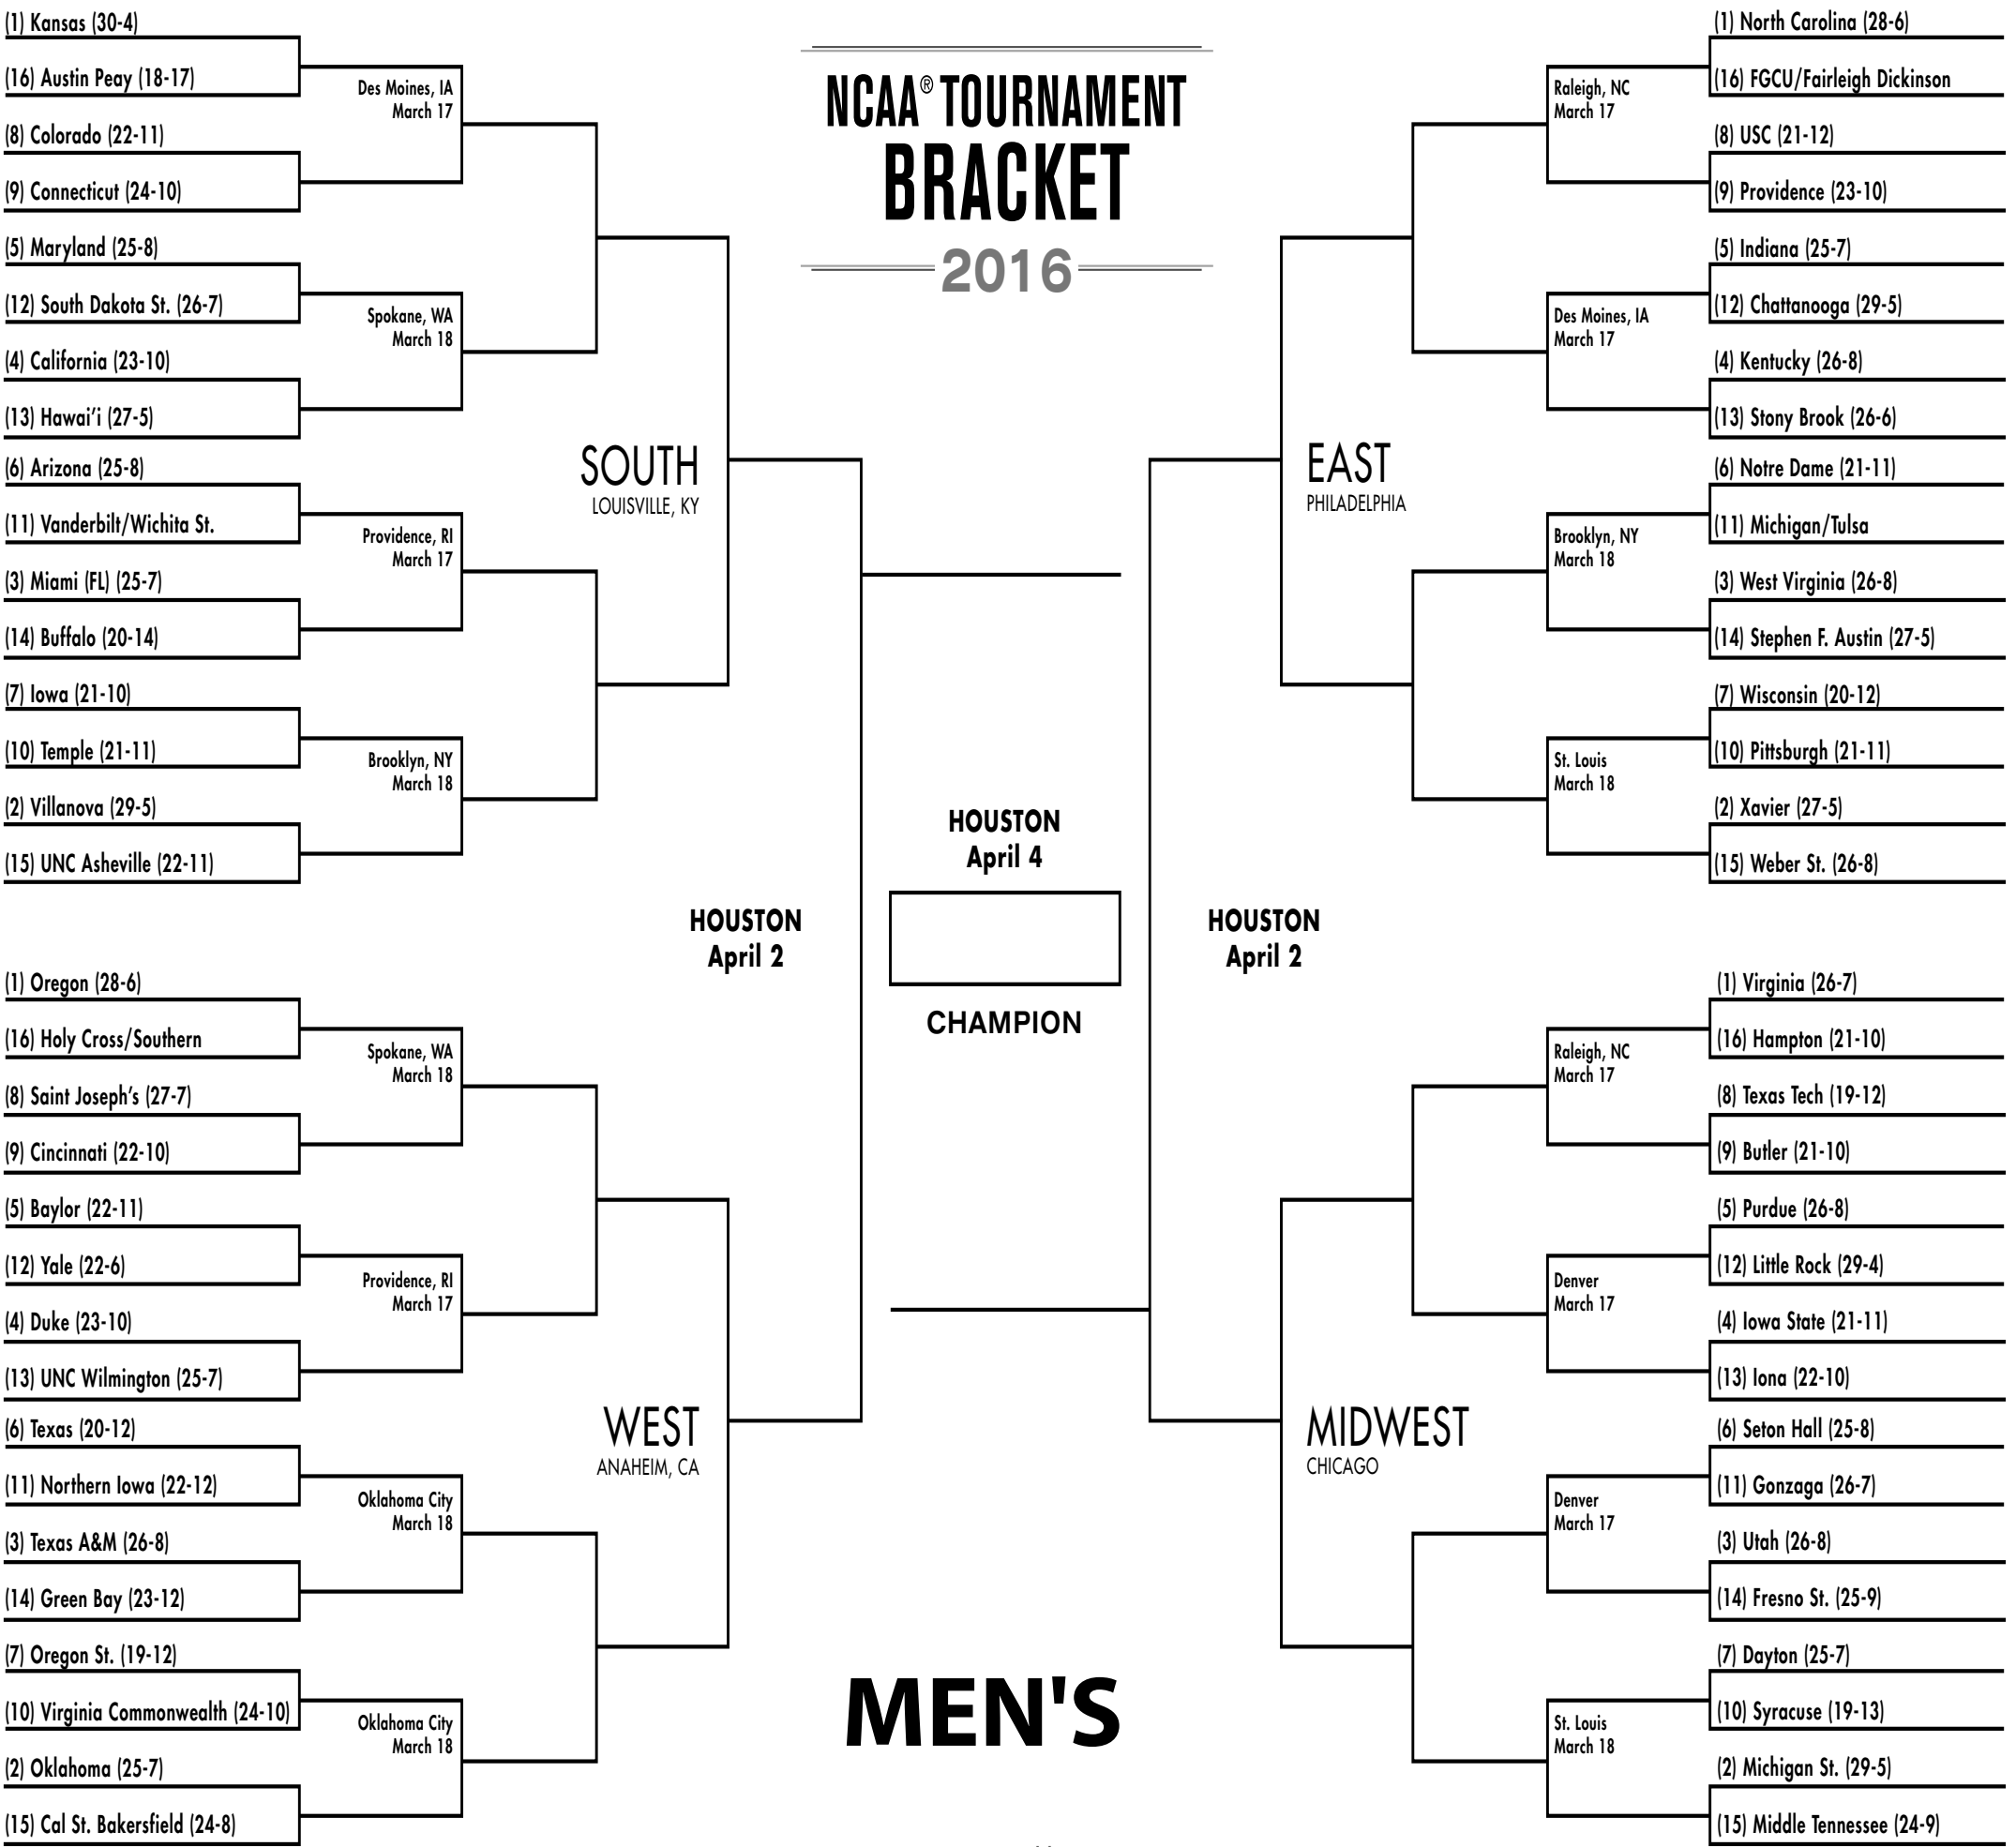 NCAA® TOURNAMENT
BRACKET
2016
(1) Kansas (30-4)
(16) Austin Peay (18-17)
Des Moines, IA
March 17
(8) Colorado (22-11)
(9) Connecticut (24-10)
(5) Maryland (25-8)
(12) South Dakota St. (26-7)
Spokane, WA
March 18
(4) California (23-10)
(13) Hawai'i (27-5)
SOUTH
LOUISVILLE, KY
(6) Arizona (25-8)
(11) Vanderbilt/Wichita St.
Providence, RI
March 17
(3) Miami (FL) (25-7)
(14) Buffalo (20-14)
(7) Iowa (21-10)
(10) Temple (21-11)
Brooklyn, NY
March 18
(2) Villanova (29-5)
(15) UNC Asheville (22-11)
HOUSTON
April 2
(1) Oregon (28-6)
(16) Holy Cross/Southern
Spokane, WA
March 18
(8) Saint Joseph's (27-7)
(9) Cincinnati (22-10)
(5) Baylor (22-11)
(12) Yale (22-6)
Providence, RI
March 17
(4) Duke (23-10)
(13) UNC Wilmington (25-7)
WEST
ANAHEIM, CA
(6) Texas (20-12)
(11) Northern Iowa (22-12)
Oklahoma City
March 18
(3) Texas A&M (26-8)
(14) Green Bay (23-12)
(7) Oregon St. (19-12)
(10) Virginia Commonwealth (24-10)
Oklahoma City
March 18
(2) Oklahoma (25-7)
(15) Cal St. Bakersfield (24-8)
HOUSTON
April 4
CHAMPION
MEN'S
(1) North Carolina (28-6)
(16) FGCU/Fairleigh Dickinson
Raleigh, NC
March 17
(8) USC (21-12)
(9) Providence (23-10)
(5) Indiana (25-7)
(12) Chattanooga (29-5)
Des Moines, IA
March 17
(4) Kentucky (26-8)
(13) Stony Brook (26-6)
EAST
PHILADELPHIA
(6) Notre Dame (21-11)
(11) Michigan/Tulsa
Brooklyn, NY
March 18
(3) West Virginia (26-8)
(14) Stephen F. Austin (27-5)
(7) Wisconsin (20-12)
(10) Pittsburgh (21-11)
St. Louis
March 18
(2) Xavier (27-5)
(15) Weber St. (26-8)
HOUSTON
April 2
(1) Virginia (26-7)
(16) Hampton (21-10)
Raleigh, NC
March 17
(8) Texas Tech (19-12)
(9) Butler (21-10)
(5) Purdue (26-8)
(12) Little Rock (29-4)
Denver
March 17
(4) Iowa State (21-11)
(13) Iona (22-10)
MIDWEST
CHICAGO
(6) Seton Hall (25-8)
(11) Gonzaga (26-7)
Denver
March 17
(3) Utah (26-8)
(14) Fresno St. (25-9)
(7) Dayton (25-7)
(10) Syracuse (19-13)
St. Louis
March 18
(2) Michigan St. (29-5)
(15) Middle Tennessee (24-9)